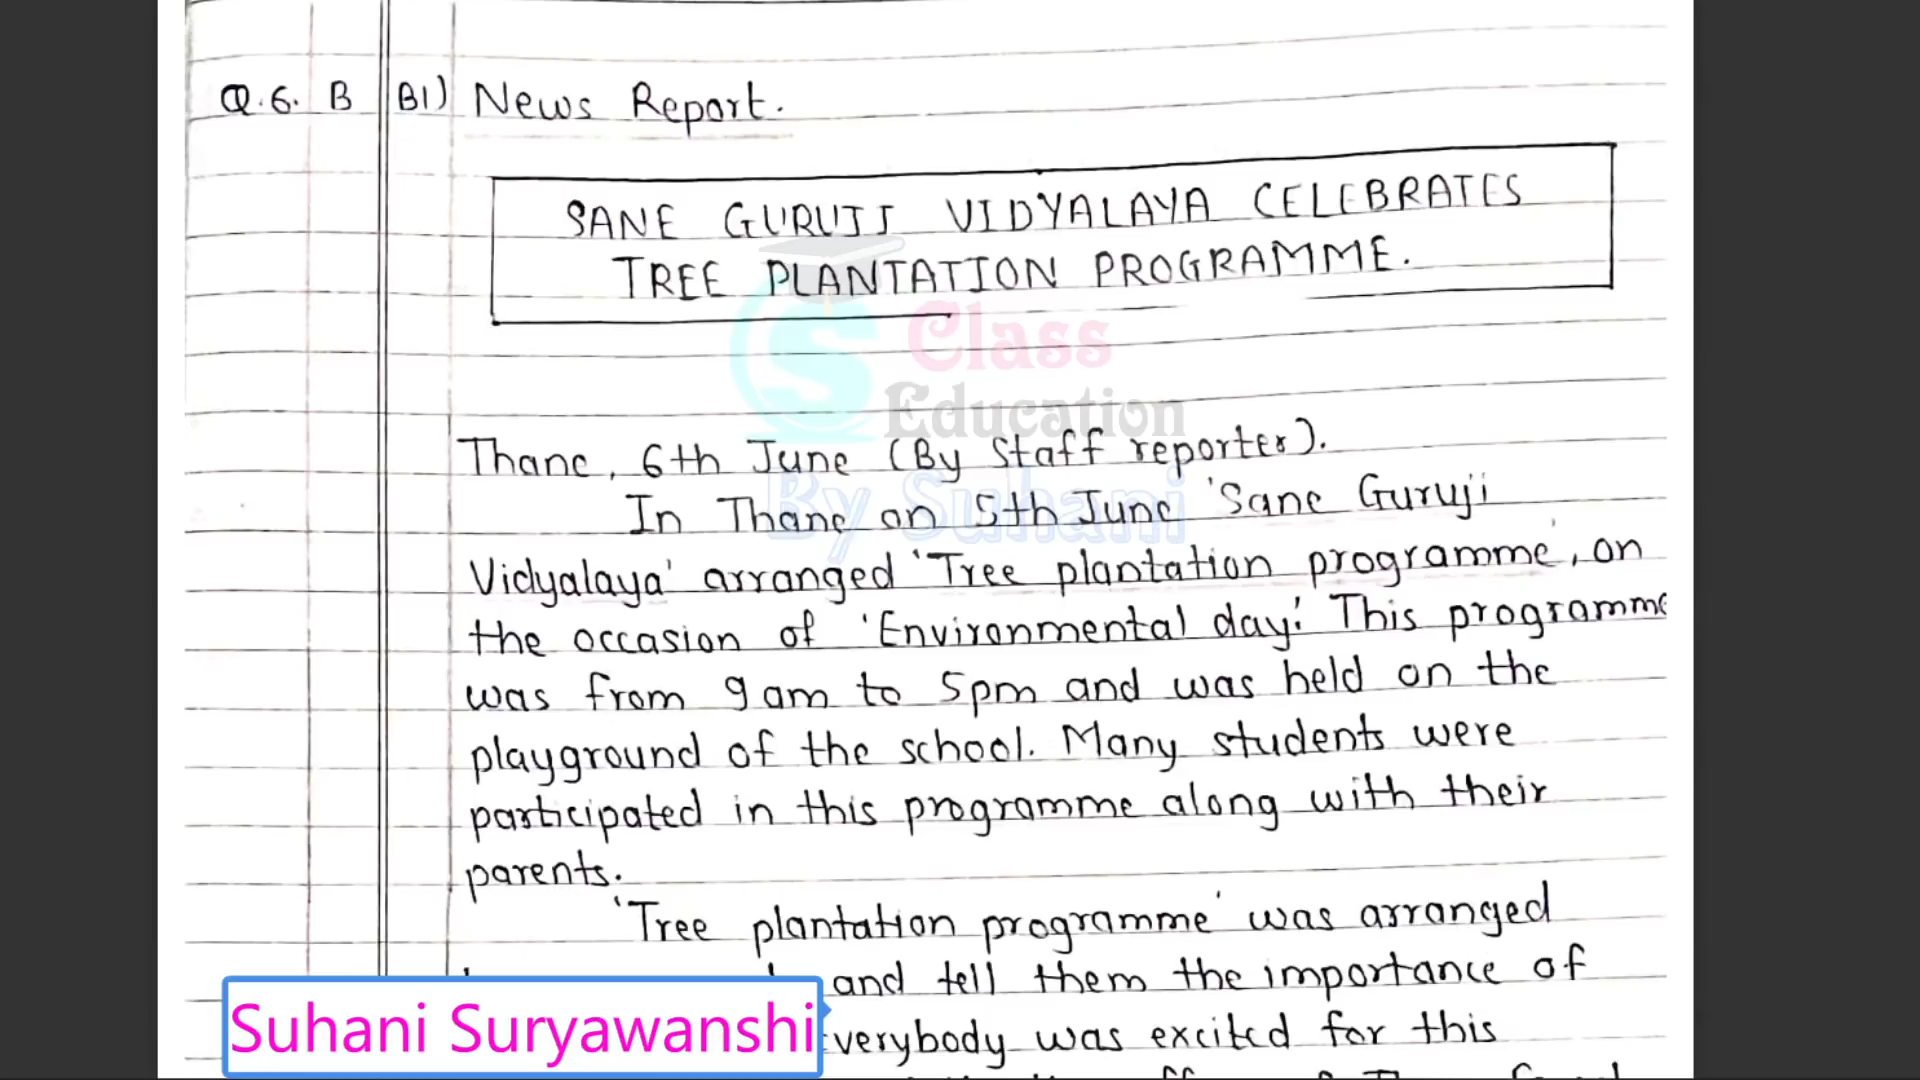 Q.6. B B1) News Report.
SANE GURUJI VIDYALAYA CELEBRATES
TREE PLANTATION PROGRAMME.
Class
Education
By Suhani
Thane, 6th June (By Staff reporter).
In Thane on 5th June 'Sane Guruji
Vidyalaya' arranged 'Tree plantation programme', on
the occasion of 'Environmental day'. This programme
was from 9am to 5pm and was held on the
playground of the school. Many students were
participated in this programme along with their
parents.
'Tree plantation programme' was arranged
and tell them the importance of
verybody was excited for this
Suhani Suryawanshi